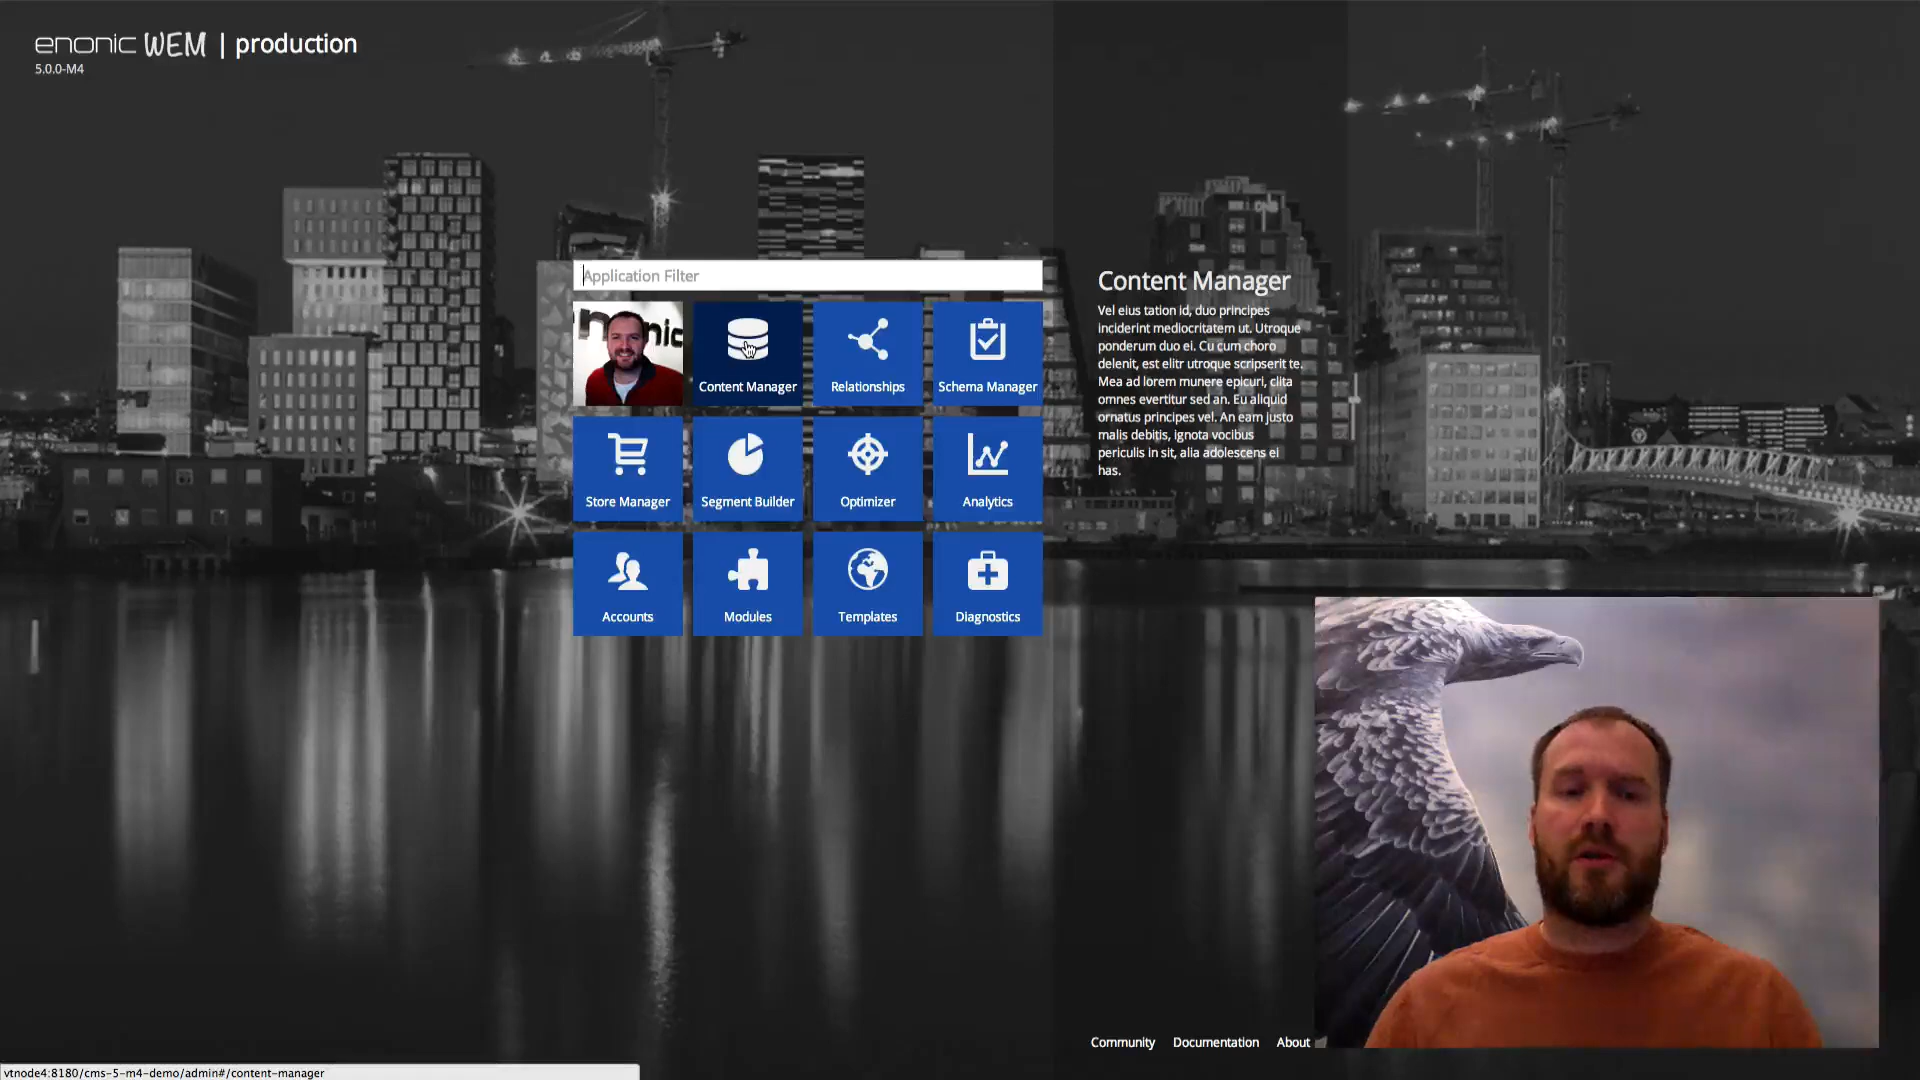 enonic WEM | production
5.0.0-M4
Application Filter
Content Manager
Relationships
Schema Manager
Store Manager
Segment Builder
Optimizer
Analytics
Accounts
Modules
Templates
Diagnostics
Content Manager
Vel eius tation id, duo principes
inciderint mediocritatem ut. Utroque
ponderum duo ei. Cu cum choro
delenit, est elitr utroque scripserit te.
Mea ad lorem munere epicuri, clita
omnes evertitur sed an. Eu aliquid
ornatus principes vel. An eam justo
malis debitis, ignota vocibus
periculis in sit, alia adolescens ei
has.
Community Documentation About
vtnode4:8180/cms-5-m4-demo/admin#/content-manager